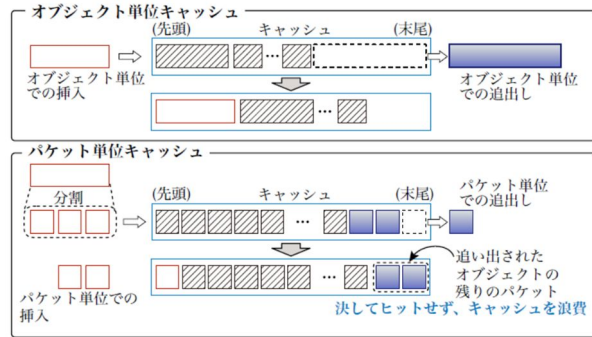 オブジェクト単位キャッシュ
(先頭) キャッシュ (末尾)
...
オブジェクト単位
での挿入
オブジェクト単位
での追出し
...
パケット単位キャッシュ
分割
(先頭) キャッシュ (末尾)
パケット単位
での追出し
...
パケット単位での
挿入
...
追い出された
オブジェクトの
残りのパケット
決してヒットせず、キャッシュを浪費